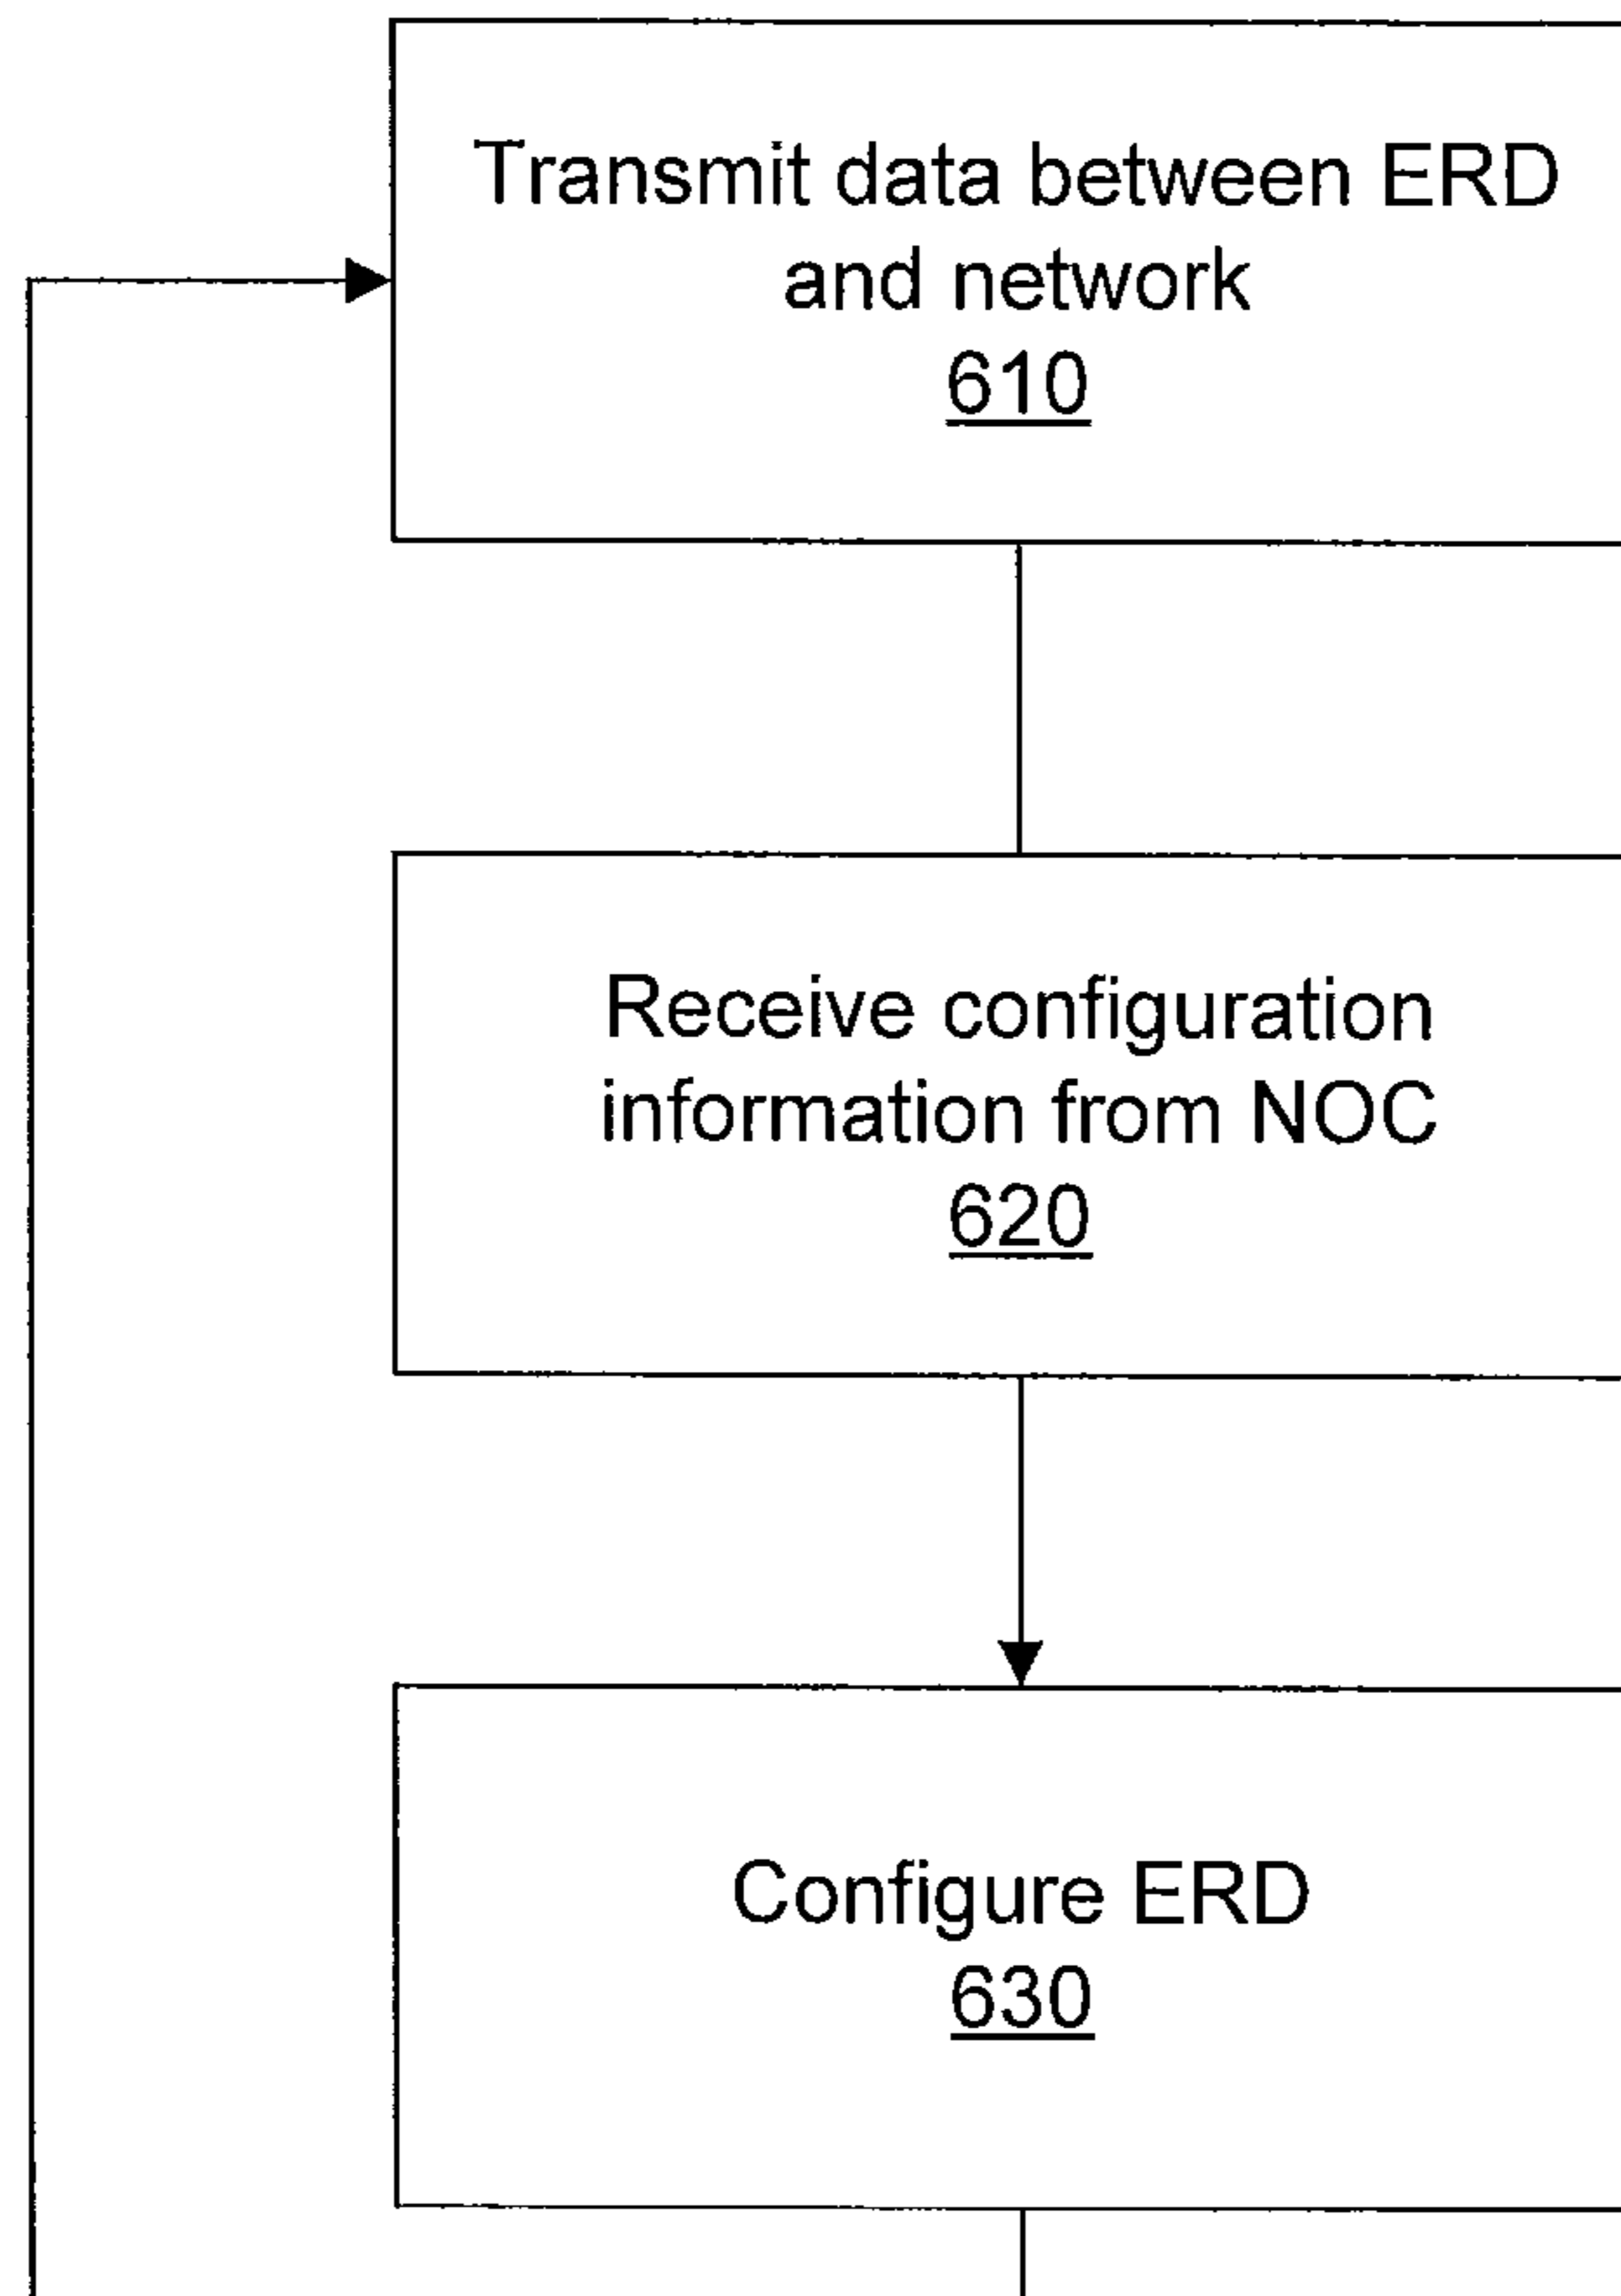 Transmit data between ERD
and network
610
Receive configuration
information from NOC
620
Configure ERD
630